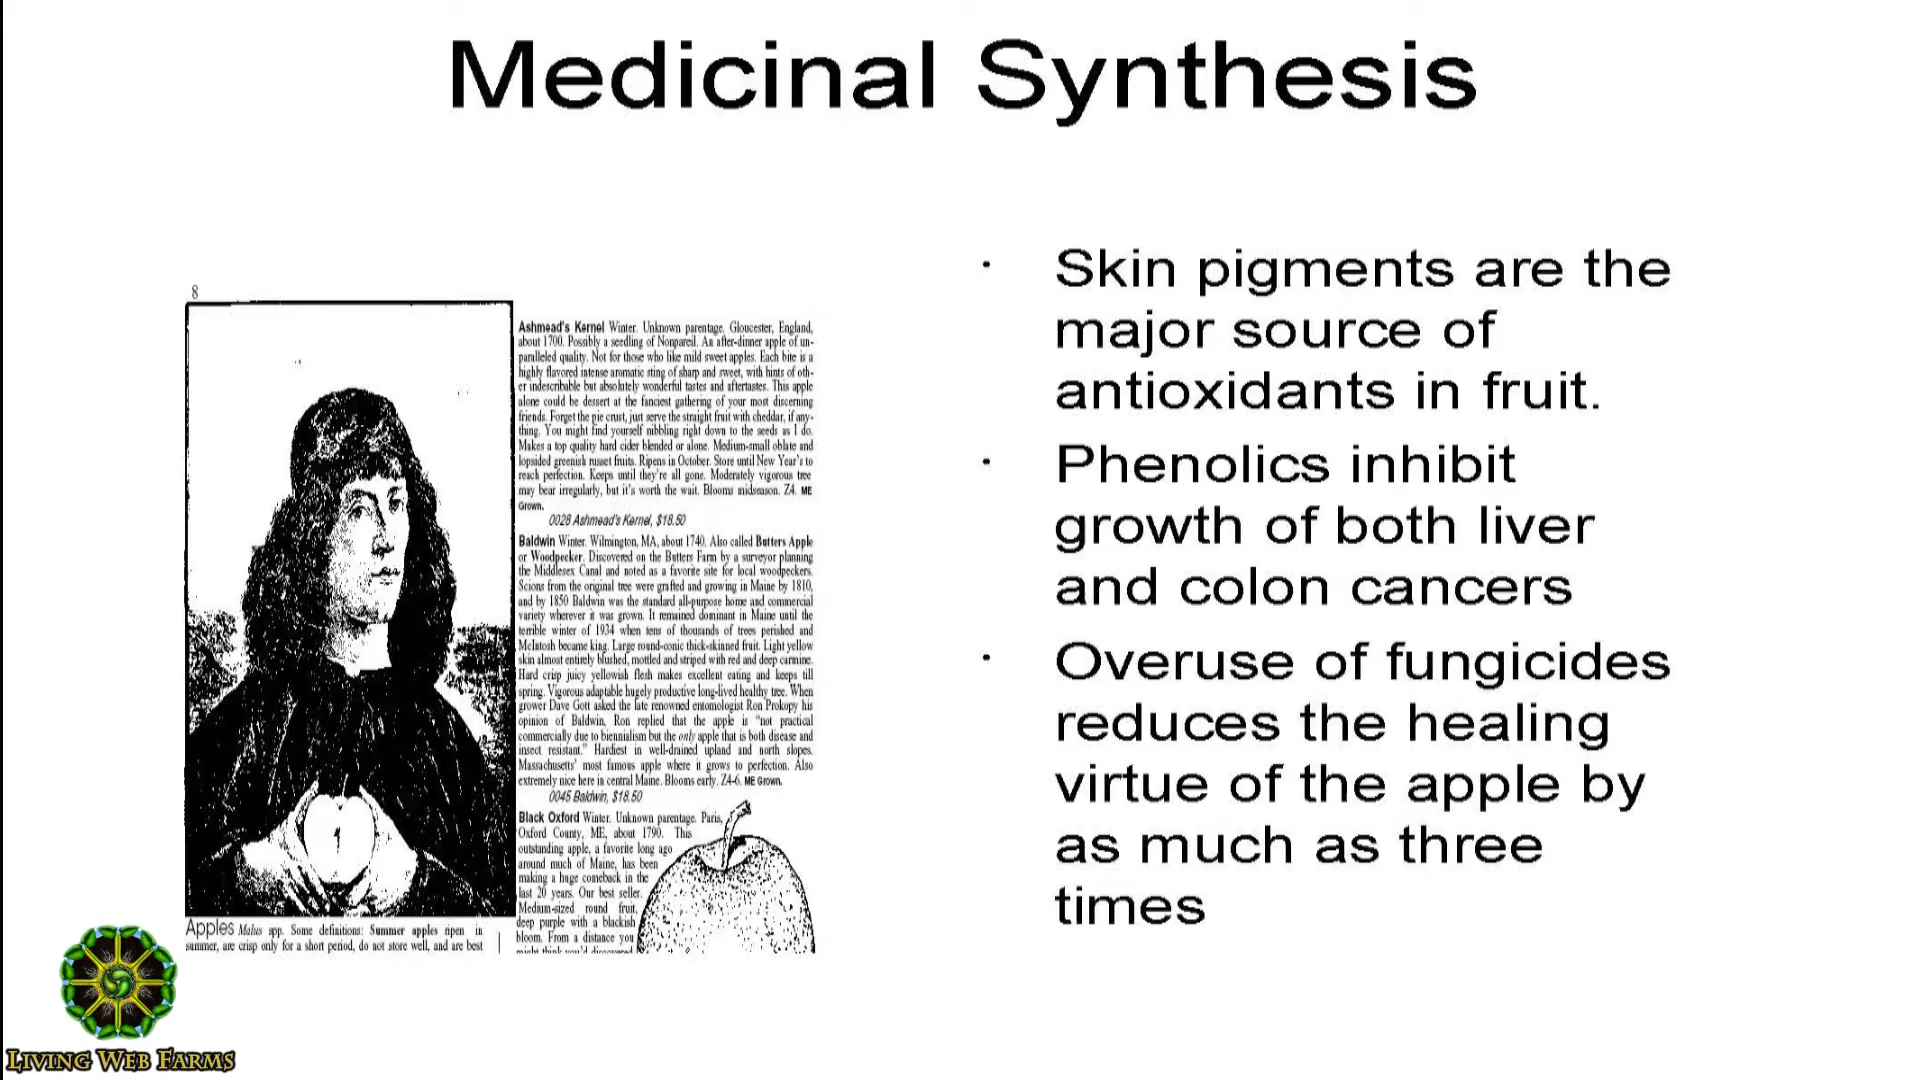 Medicinal Synthesis
8
Ashmead's Kernel Winter. Unknown parentage. Gloucester, England,
about 1700. Possibly a seedling of Nonpareil. An after-dinner apple of un-
paralleled quality. Not for those who like mild sweet apples. Each bite is a
highly flavored intense aromatic sting of sharp and sweet, with hints of oth-
er indescribable but absolutely wonderful tastes and aftertastes. This apple
alone could be dessert at the fanciest gathering of your most discerning
friends. Forget the pie crust, just serve the straight fruit with cheddar, if any-
thing. You might find yourself nibbling right down to the seeds as I do.
Makes a top quality hard cider blended or alone. Medium-small oblate and
lopsided greenish russet fruits. Ripens in October. Store until New Year's to
reach perfection. Keeps until they're all gone. Moderately vigorous tree
may bear irregularly, but it's worth the wait. Blooms midseason. Z4. ME
Grown.
0028 Ashmead's Kernel, $18.50
Baldwin Winter. Wilmington, MA, about 1740. Also called Butters Apple
or Woodpecker. Discovered on the Butters Farm by a surveyor planning
the Middlesex Canal and noted as a favorite site for local woodpeckers.
Scions from the original tree were grafted and growing in Maine by 1810,
and by 1850 Baldwin was the standard all-purpose home and commercial
variety wherever it was grown. It remained dominant in Maine until the
terrible winter of 1934 when tens of thousands of trees perished and
McIntosh became king. Large round-conic thick-skinned fruit. Light yellow
skin almost entirely blushed, mottled and striped with red and deep carmine.
Hard crisp juicy yellowish flesh makes excellent eating and keeps till
spring. Vigorous adaptable hugely productive long-lived healthy tree. When
grower Dave Gott asked the late renowned entomologist Ron Prokopy his
opinion of Baldwin, Ron replied that the apple is "not practical
commercially due to biennialism but the only apple that is both disease and
insect resistant." Hardiest in well-drained upland and north slopes.
Massachusetts' most famous apple where it grows to perfection. Also
extremely nice here in central Maine. Blooms early. Z4-6. ME Grown.
0045 Baldwin, $18.50
Black Oxford Winter. Unknown parentage. Paris,
Oxford County, ME, about 1790. This
outstanding apple, a favorite long ago
around much of Maine, has been
making a huge comeback in the
last 20 years. Our best seller.
Medium-sized round fruit,
deep purple with a blackish
bloom. From a distance you
might think you'd discovered
Apples Malus spp. Some definitions: Summer apples ripen in
summer, are crisp only for a short period, do not store well, and are best
· Skin pigments are the
major source of
antioxidants in fruit.
· Phenolics inhibit
growth of both liver
and colon cancers
· Overuse of fungicides
reduces the healing
virtue of the apple by
as much as three
times
LIVING WEB FARMS